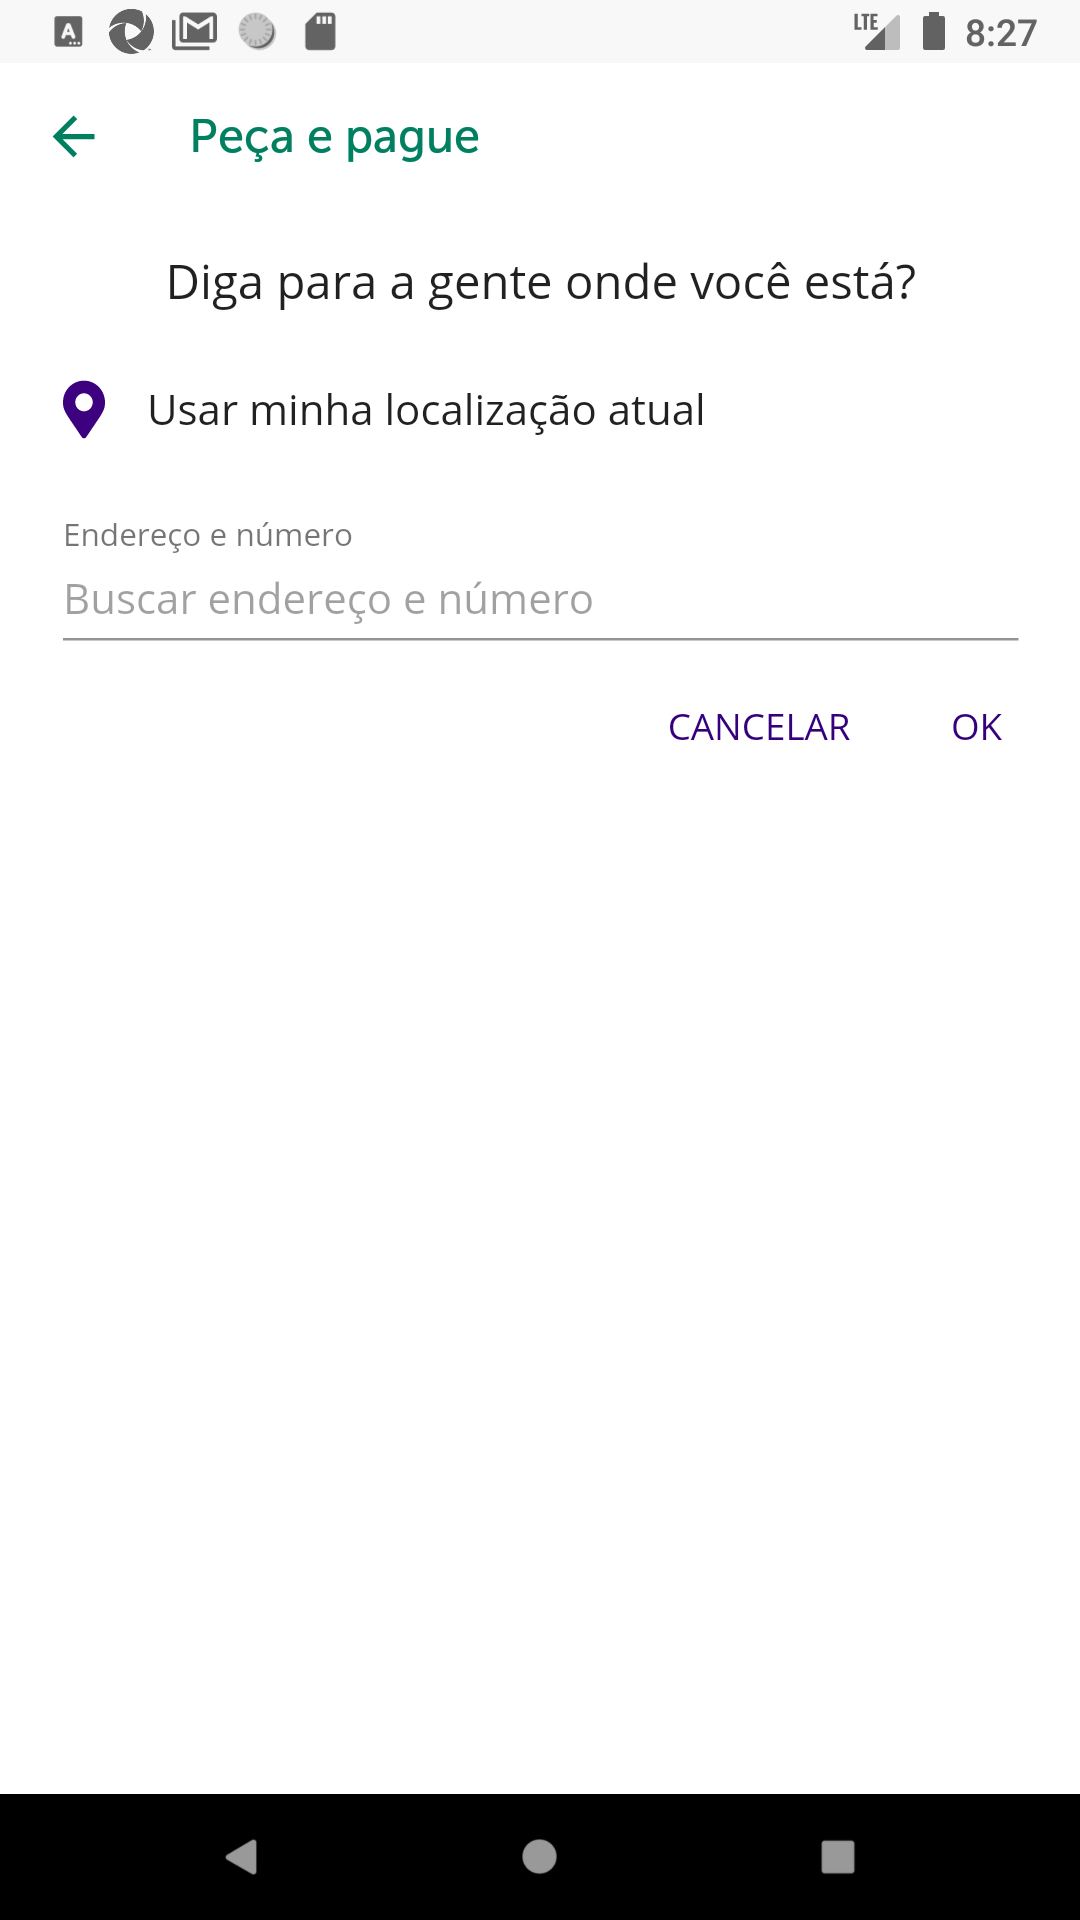 LTE 8:27
Peça e pague
Diga para a gente onde você está?
Usar minha localização atual
Endereço e número
Buscar endereço e número
CANCELAR OK